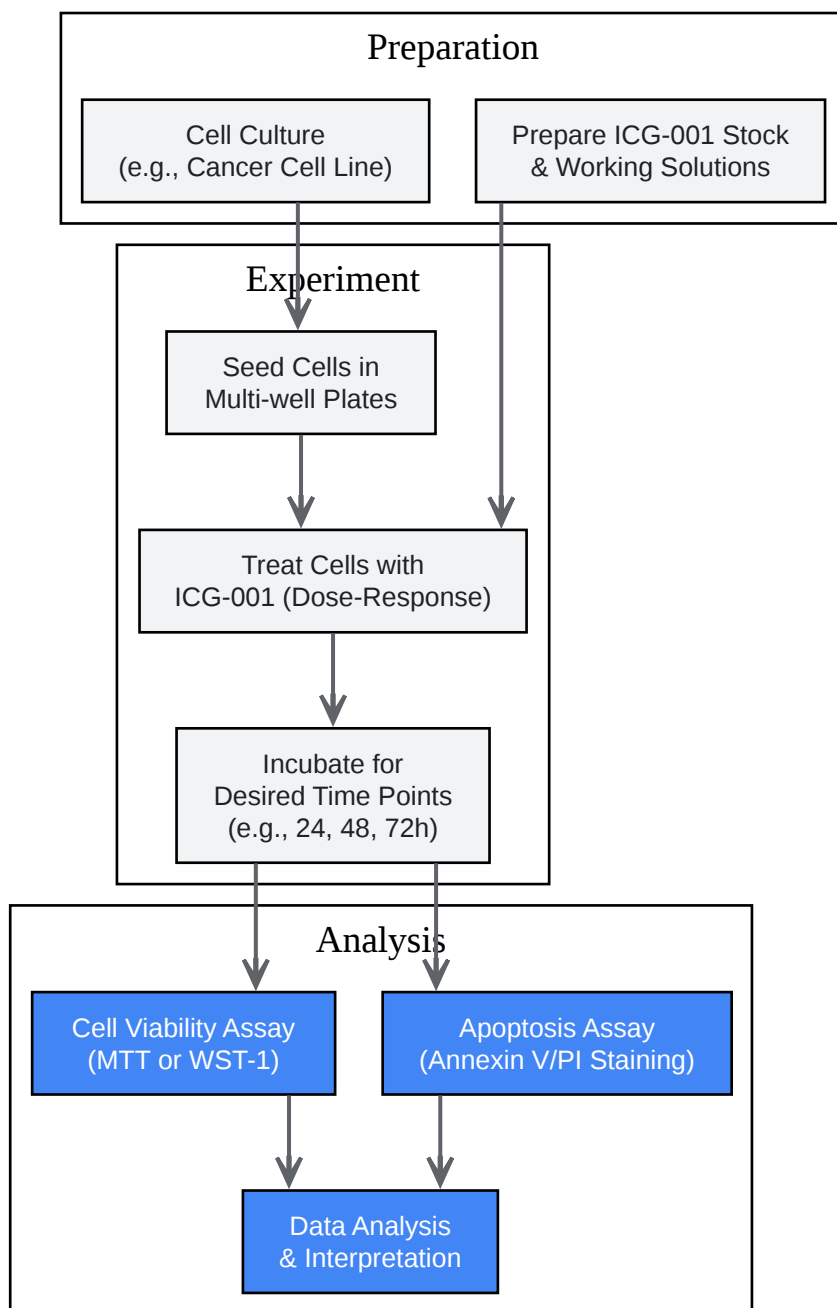 Preparation
Cell Culture
(e.g., Cancer Cell Line)
Prepare ICG-001 Stock
& Working Solutions
Experiment
Seed Cells in
Multi-well Plates
Treat Cells with
ICG-001 (Dose-Response)
Incubate for
Desired Time Points
(e.g., 24, 48, 72h)
Analysis
Cell Viability Assay
(MTT or WST-1)
Apoptosis Assay
(Annexin V/PI Staining)
Data Analysis
& Interpretation